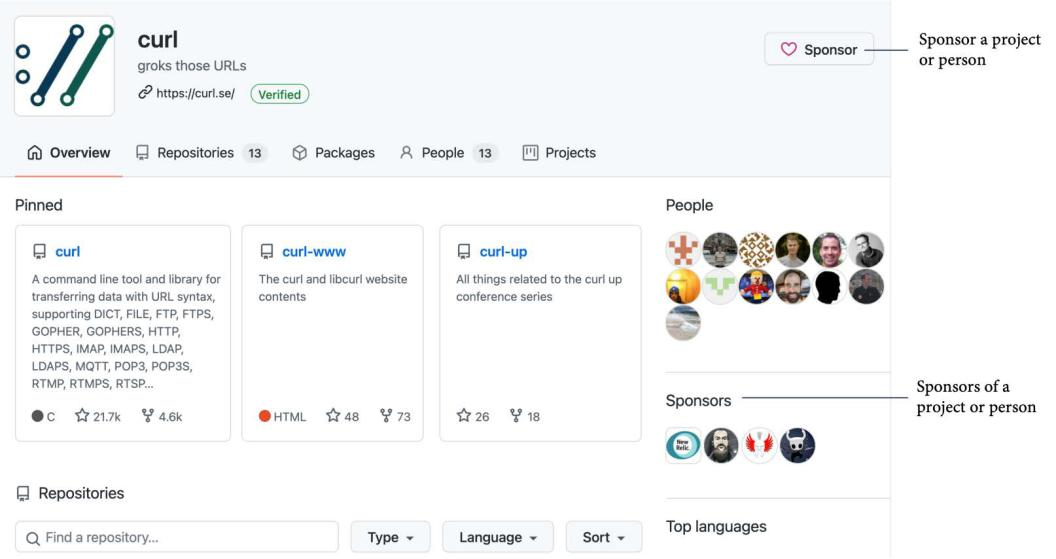 curl
groks those URLs
https://curl.se/ Verified
Sponsor
Sponsor a project
or person
Overview Repositories 13 Packages People 13 Projects
Pinned
curl
A command line tool and library for
transferring data with URL syntax,
supporting DICT, FILE, FTP, FTPS,
GOPHER, GOPHERS, HTTP,
HTTPS, IMAP, IMAPS, LDAP,
LDAPS, MQTT, POP3, POP3S,
RTMP, RTMPS, RTSP...
C 21.7k 4.6k
curl-www
The curl and libcurl website
contents
HTML 48 73
curl-up
All things related to the curl up
conference series
26 18
People
Sponsors
Sponsors of a
project or person
New
Relic
Top languages
Repositories
Find a repository... Type Language Sort